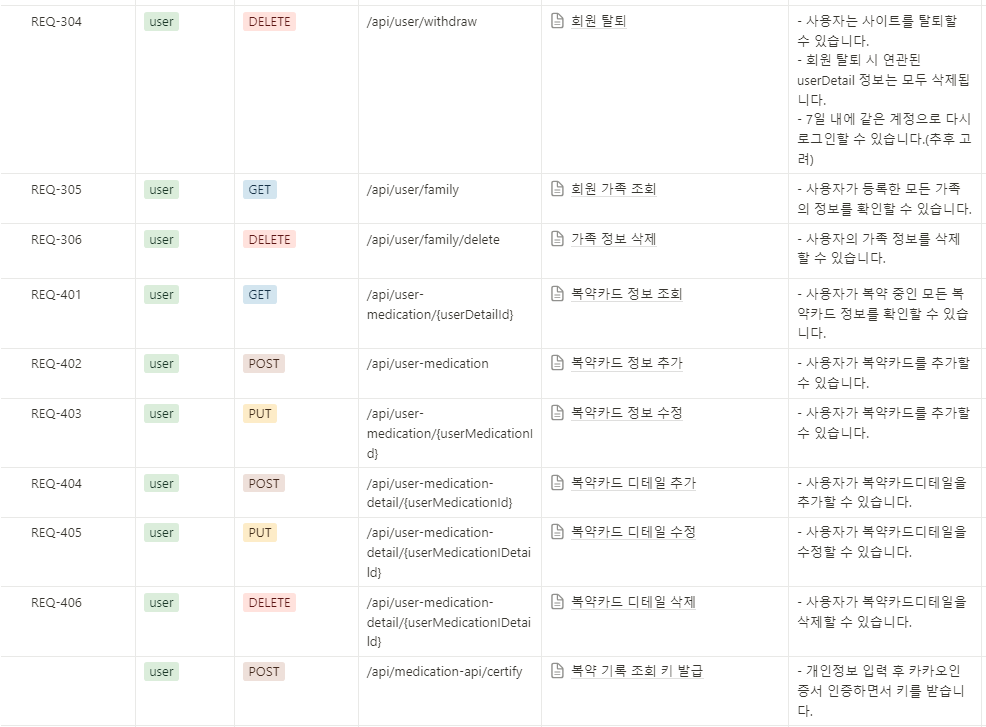 REQ-304 user DELETE /api/user/withdraw 회원 탈퇴 - 사용자는 사이트를 탈퇴할
수 있습니다.
- 회원 탈퇴 시 연관된
userDetail 정보는 모두 삭제됩
니다.
- 7일 내에 같은 계정으로 다시
로그인할 수 있습니다.(추후 고
려)
REQ-305 user GET /api/user/family 회원 가족 조회 - 사용자가 등록한 모든 가족
의 정보를 확인할 수 있습니다.
REQ-306 user DELETE /api/user/family/delete 가족 정보 삭제 - 사용자의 가족 정보를 삭제
할 수 있습니다.
REQ-401 user GET /api/user- 복약카드 정보 조회 - 사용자가 복약 중인 모든 복
medication/{userDetailId} 약카드 정보를 확인할 수 있습
니다.
REQ-402 user POST /api/user-medication 복약카드 정보 추가 - 사용자가 복약카드를 추가할
수 있습니다.
REQ-403 user PUT /api/user- 복약카드 정보 수정 - 사용자가 복약카드를 추가할
medication/{userMedicationI 수 있습니다.
d}
REQ-404 user POST /api/user-medication- 복약카드 디테일 추가 - 사용자가 복약카드디테일을
detail/{userMedicationId} 추가할 수 있습니다.
REQ-405 user PUT /api/user-medication- 복약카드 디테일 수정 - 사용자가 복약카드디테일을
detail/{userMedicationIDetai 수정할 수 있습니다.
ld}
REQ-406 user DELETE /api/user-medication- 복약카드 디테일 삭제 - 사용자가 복약카드디테일을
detail/{userMedicationIDetai 삭제할 수 있습니다.
ld}
user POST /api/medication-api/certify 복약 기록 조회 키 발급 - 개인정보 입력 후 카카오인
증서 인증하면서 키를 받습니
다.